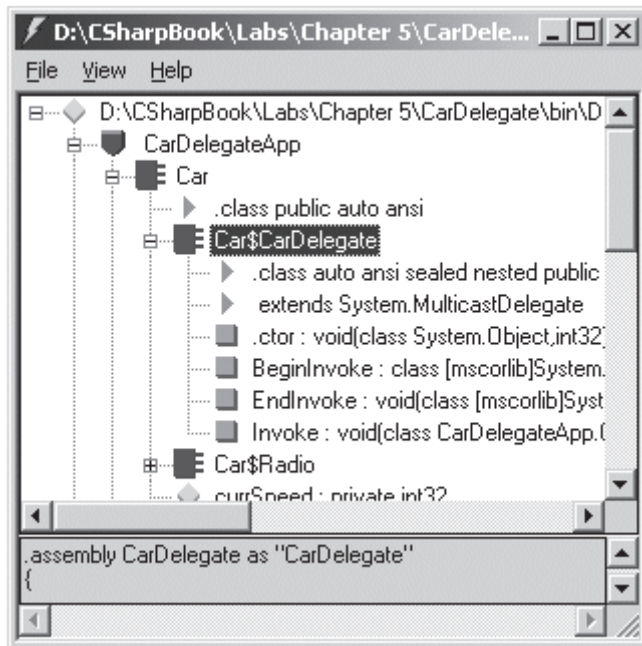 D:\CSharpBook\Labs\Chapter 5\CarDele...
File View Help
D:\CSharpBook\Labs\Chapter 5\CarDelegate\bin\D
CarDelegateApp
Car
.class public auto ansi
Car$CarDelegate
.class auto ansi sealed nested public
extends System.MulticastDelegate
.ctor : void(class System.Object,int32)
BeginInvoke : class [mscorlib]System.
EndInvoke : void(class [mscorlib]Syst
Invoke : void(class CarDelegateApp.
Car$Radio
currSpeed : private int32
.assembly CarDelegate as "CarDelegate"
{